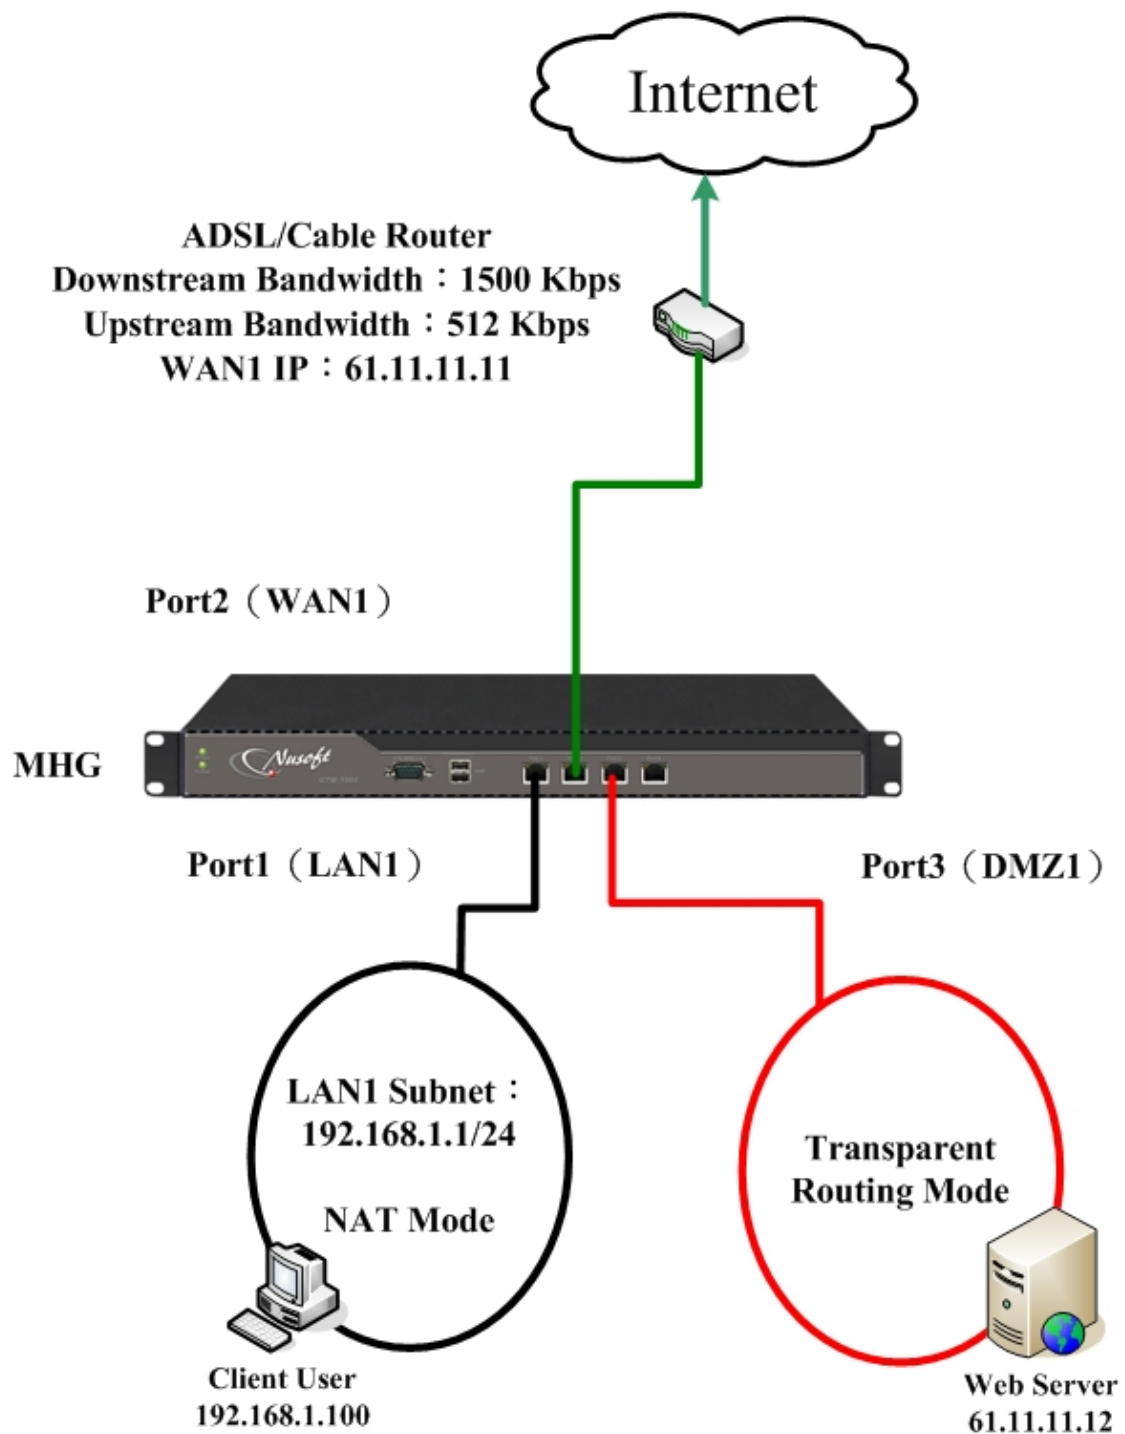 Internet
ADSL/Cable Router
Downstream Bandwidth：1500 Kbps
Upstream Bandwidth：512 Kbps
WAN1 IP：61.11.11.11
Port2（WAN1）
MHG
Nusoft
Port1（LAN1）
Port3（DMZ1）
LAN1 Subnet：
192.168.1.1/24
NAT Mode
Transparent
Routing Mode
Client User
192.168.1.100
Web Server
61.11.11.12